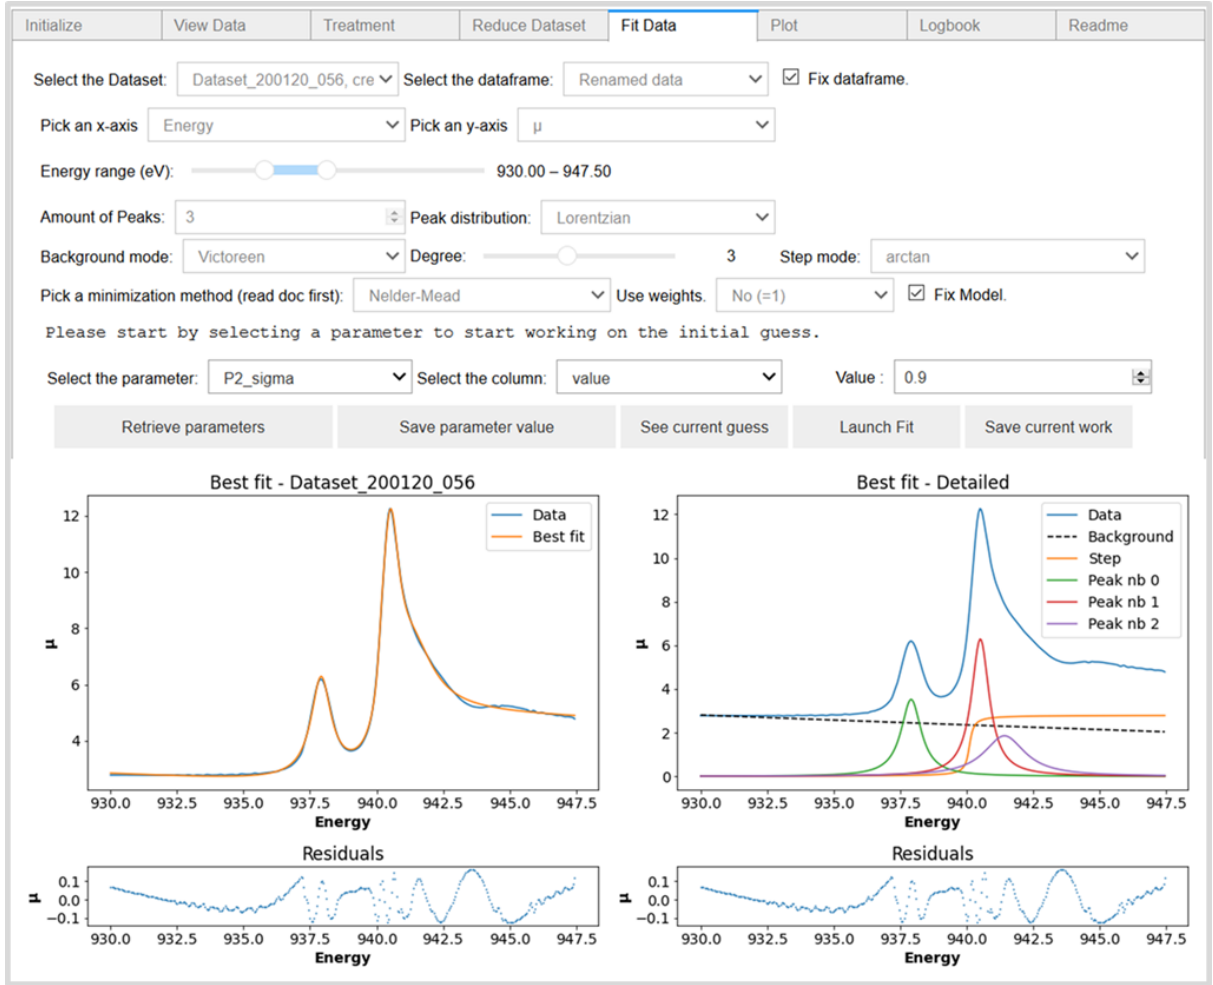 Initialize View Data Treatment Reduce Dataset Fit Data Plot Logbook Readme
Select the Dataset: Dataset_200120_056, cre Select the dataframe: Renamed data Fix dataframe.
Pick an x-axis Energy Pick an y-axis μ
Energy range (eV): 930.00 – 947.50
Amount of Peaks: 3 Peak distribution: Lorentzian
Background mode: Victoreen Degree: 3 Step mode: arctan
Pick a minimization method (read doc first): Nelder-Mead Use weights. No (=1) Fix Model.
Please start by selecting a parameter to start working on the initial guess.
Select the parameter: P2_sigma Select the column: value Value : 0.9
Retrieve parameters Save parameter value See current guess Launch Fit Save current work
Best fit - Dataset_200120_056
Data
Best fit
12
10
8
6
4
μ
930.0 932.5 935.0 937.5 940.0 942.5 945.0 947.5
Energy
Residuals
0.1
0.0
−0.1
μ
930.0 932.5 935.0 937.5 940.0 942.5 945.0 947.5
Energy
Best fit - Detailed
Data
Background
Step
Peak nb 0
Peak nb 1
Peak nb 2
12
10
8
6
4
2
0
μ
930.0 932.5 935.0 937.5 940.0 942.5 945.0 947.5
Energy
Residuals
0.1
0.0
−0.1
μ
930.0 932.5 935.0 937.5 940.0 942.5 945.0 947.5
Energy